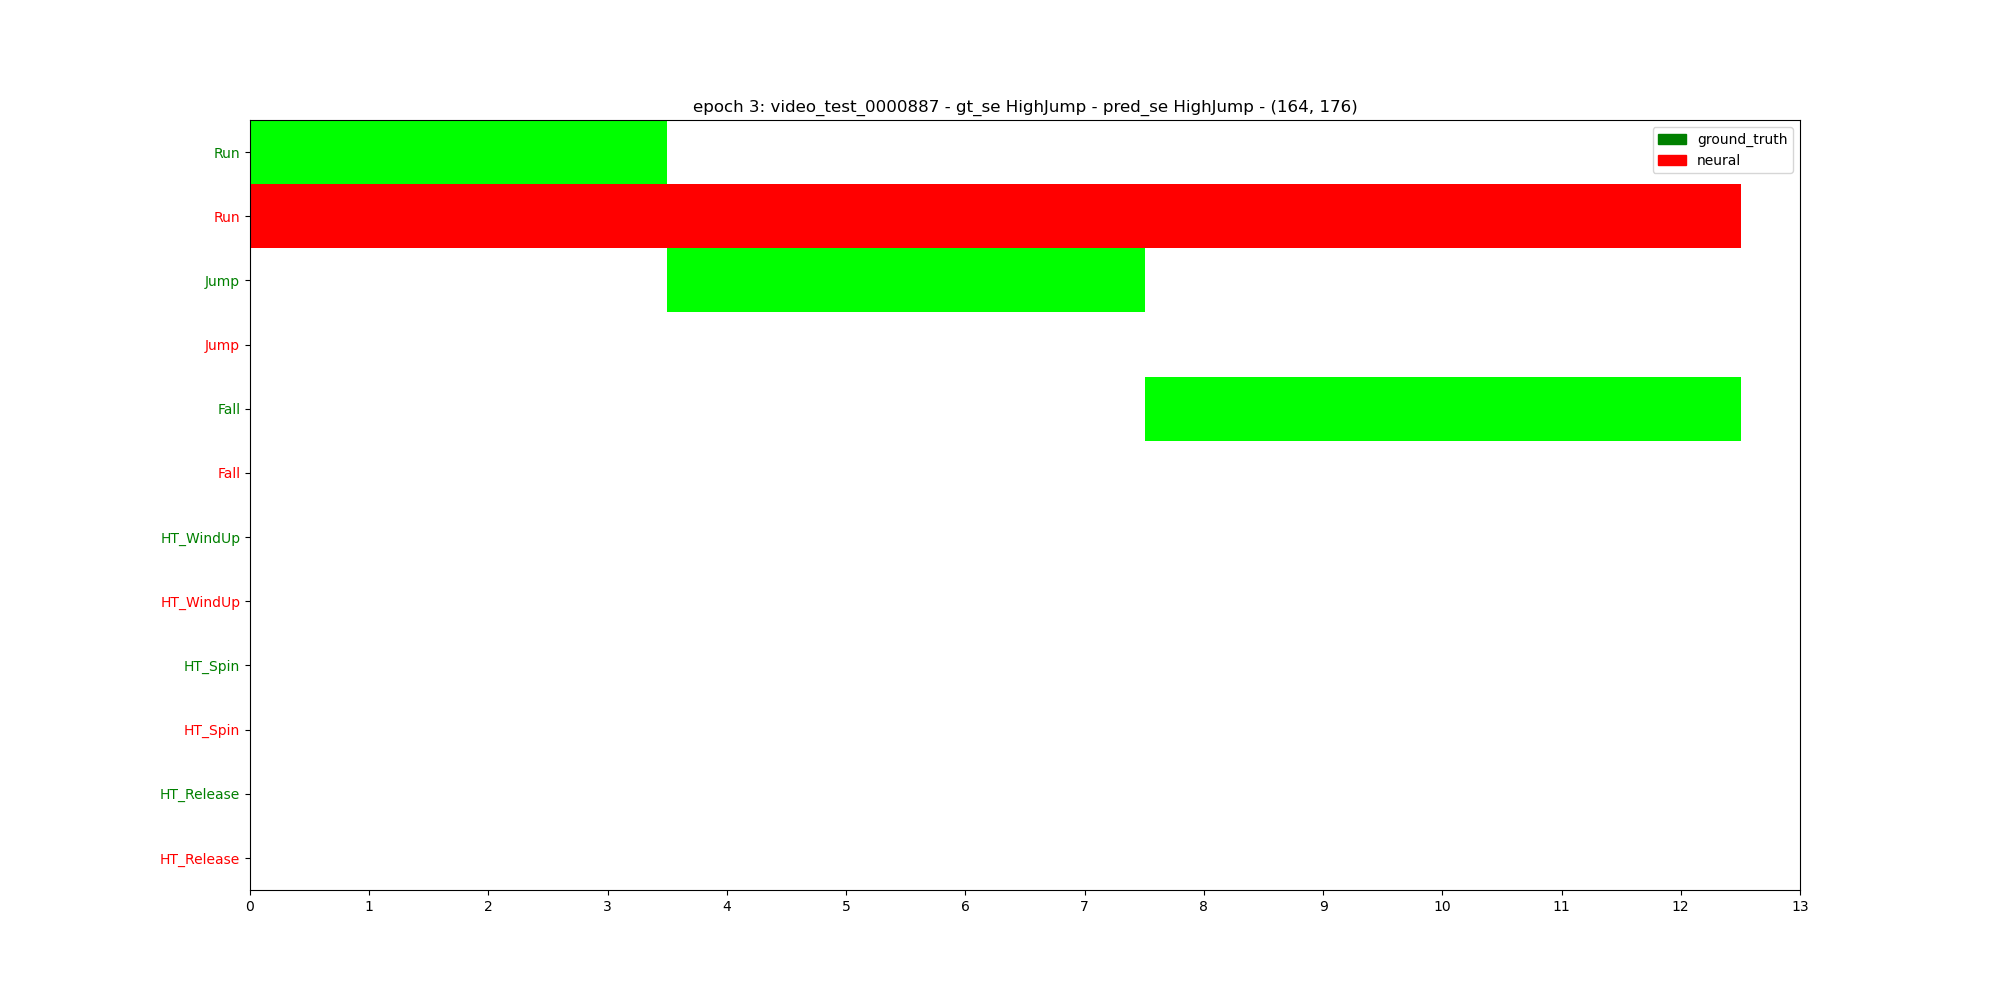 epoch 3: video_test_0000887 - gt_se HighJump - pred_se HighJump - (164, 176)
ground_truth
neural
Run
Run
Jump
Jump
Fall
Fall
HT_WindUp
HT_WindUp
HT_Spin
HT_Spin
HT_Release
HT_Release
0 1 2 3 4 5 6 7 8 9 10 11 12 13